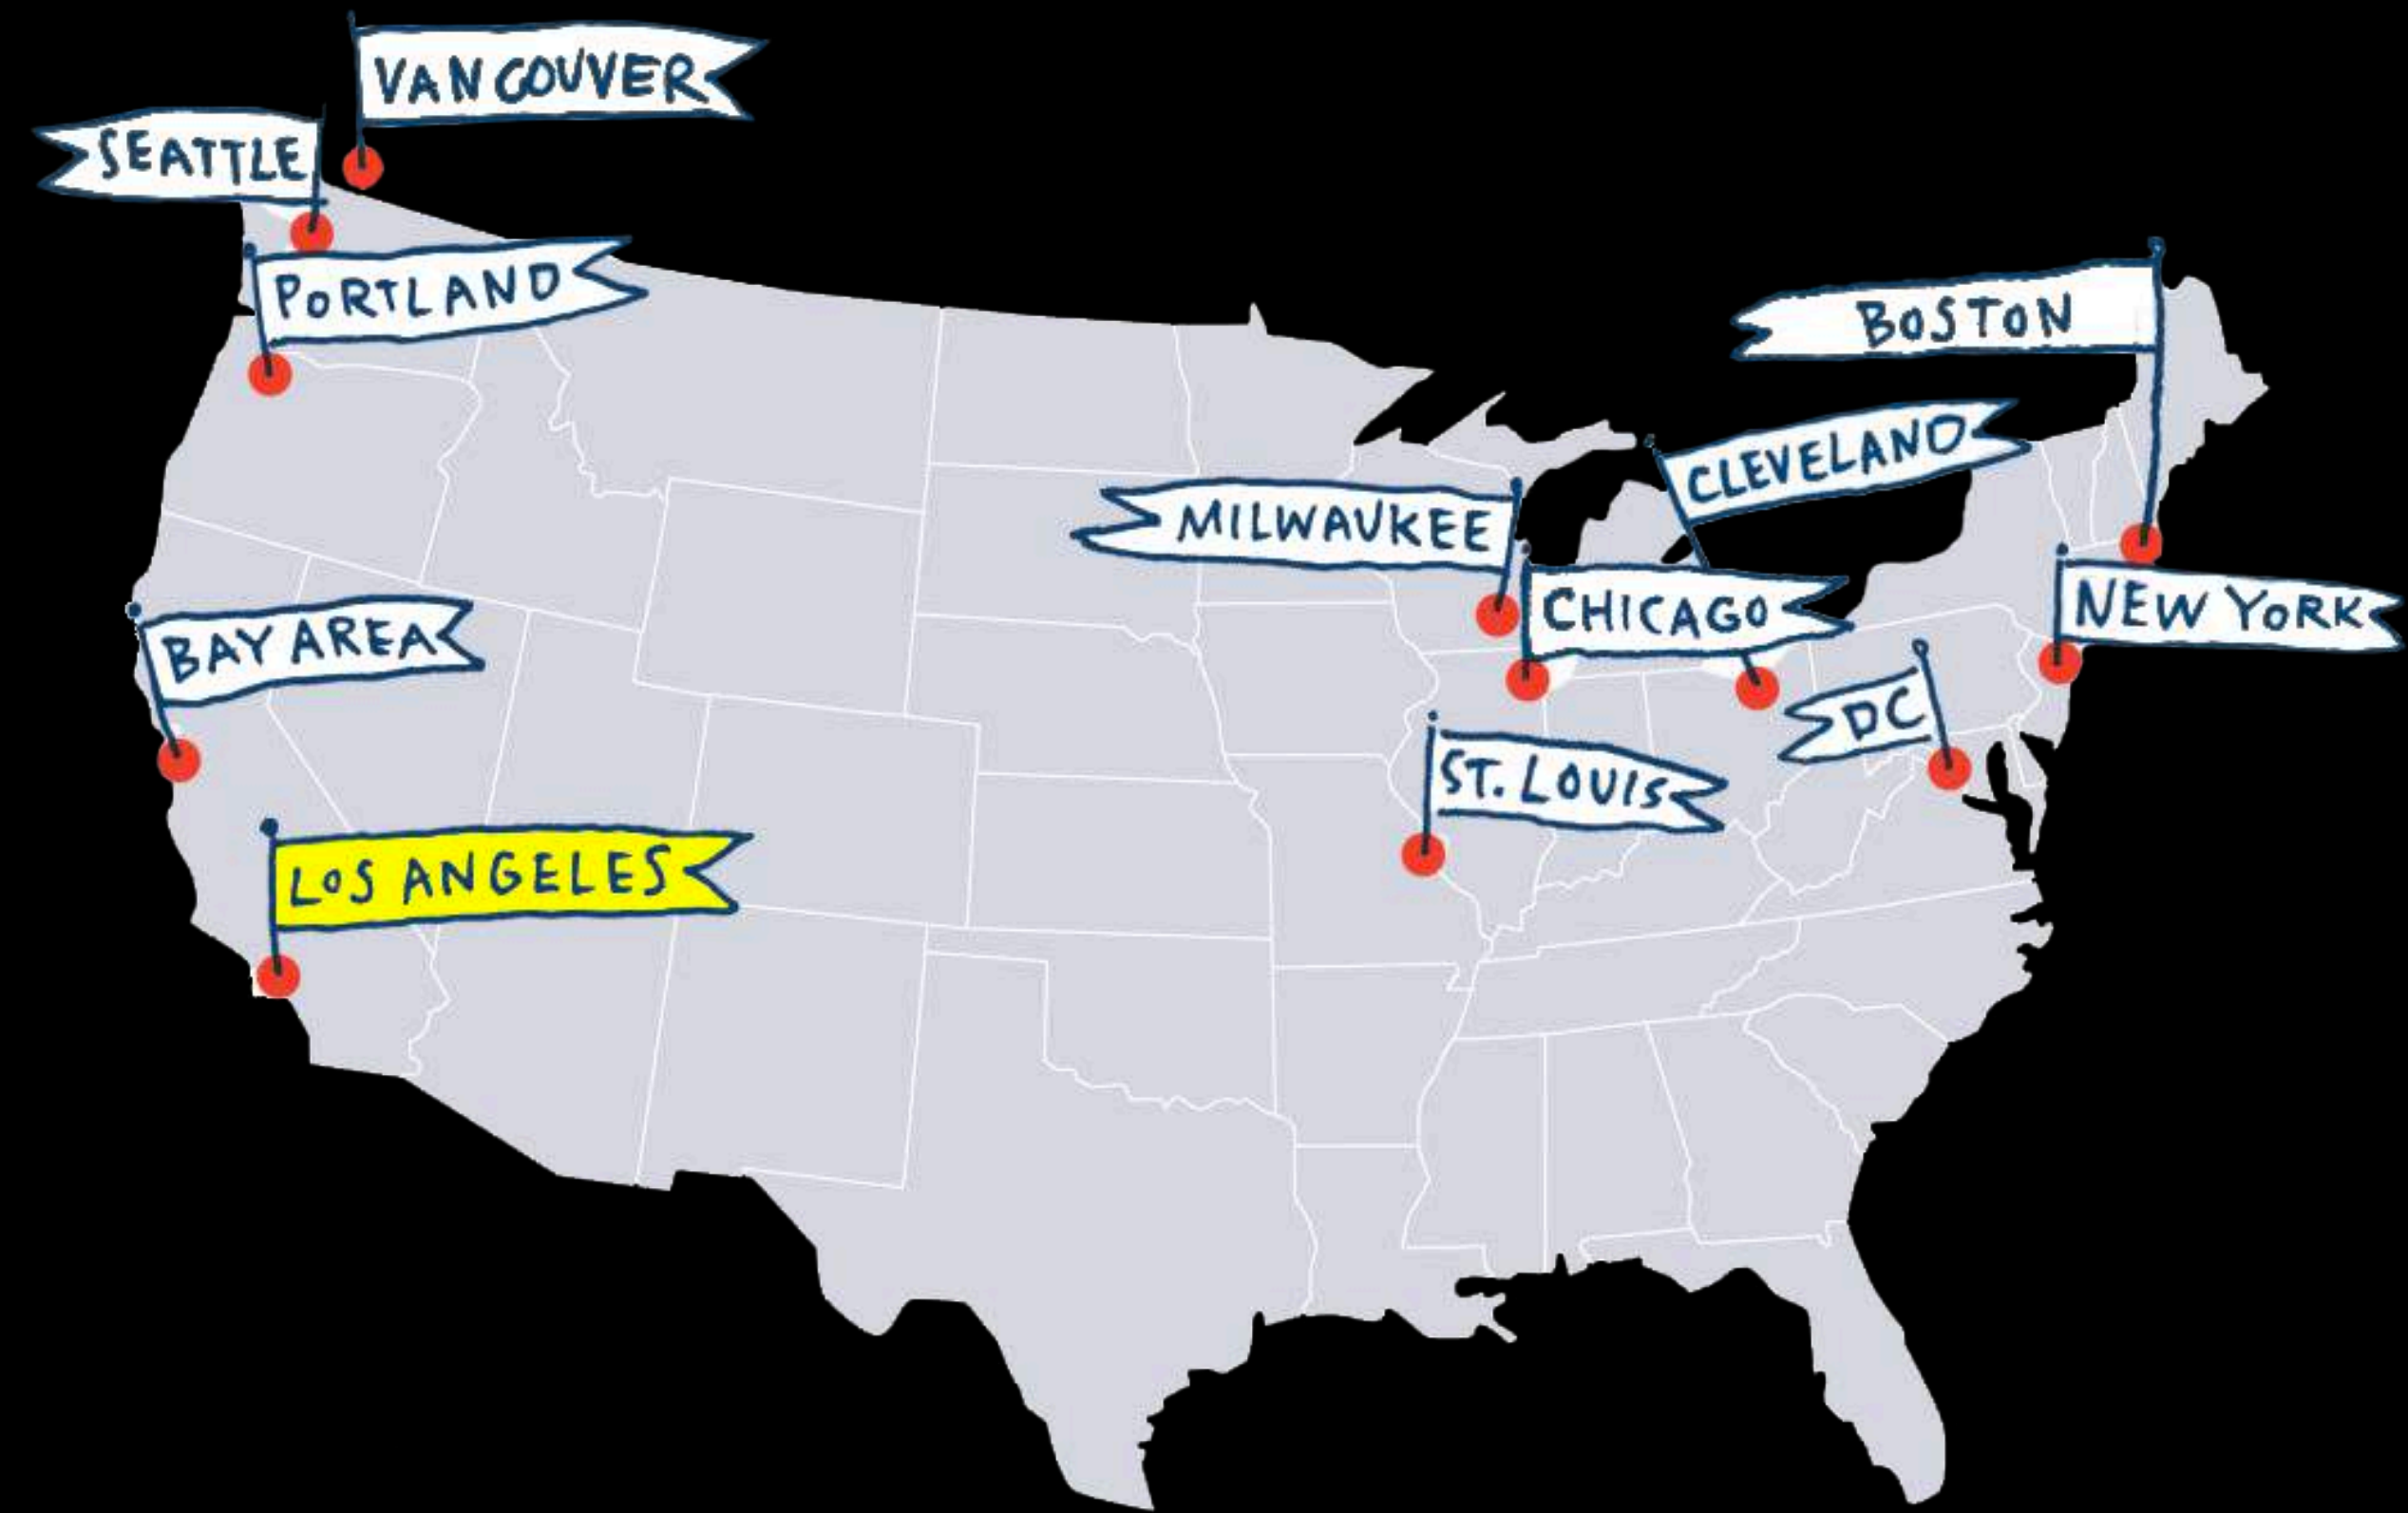 VANCOUVER
SEATTLE
PORTLAND
BOSTON
CLEVELAND
MILWAUKEE
CHICAGO
NEW YORK
BAY AREA
DC
ST. LOUIS
LOS ANGELES